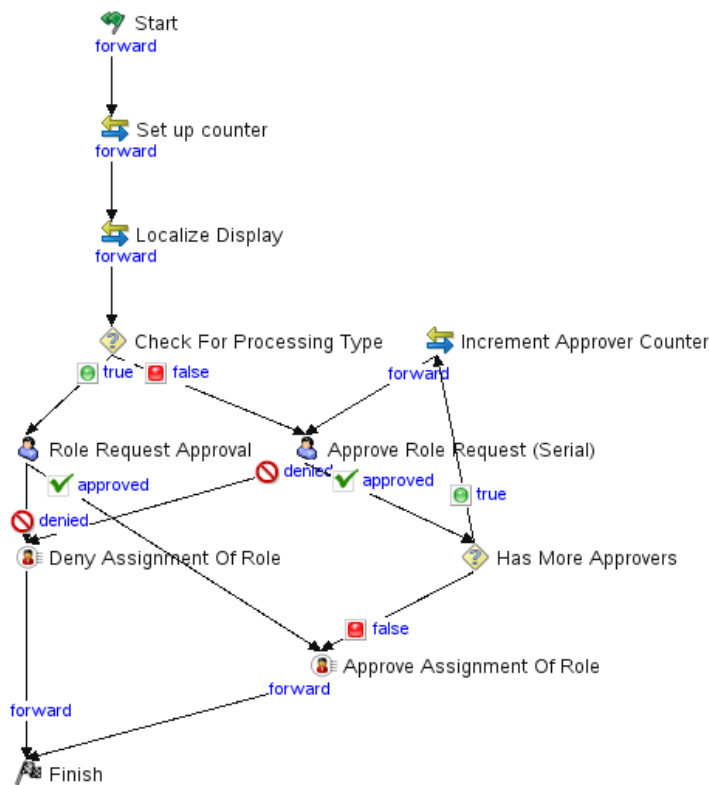 Start
forward
Set up counter
forward
Localize Display
forward
Check For Processing Type
Increment Approver Counter
true
false
forward
Role Request Approval
Approve Role Request (Serial)
approved
denied
approved
true
denied
Deny Assignment Of Role
Has More Approvers
false
Approve Assignment Of Role
forward
forward
Finish